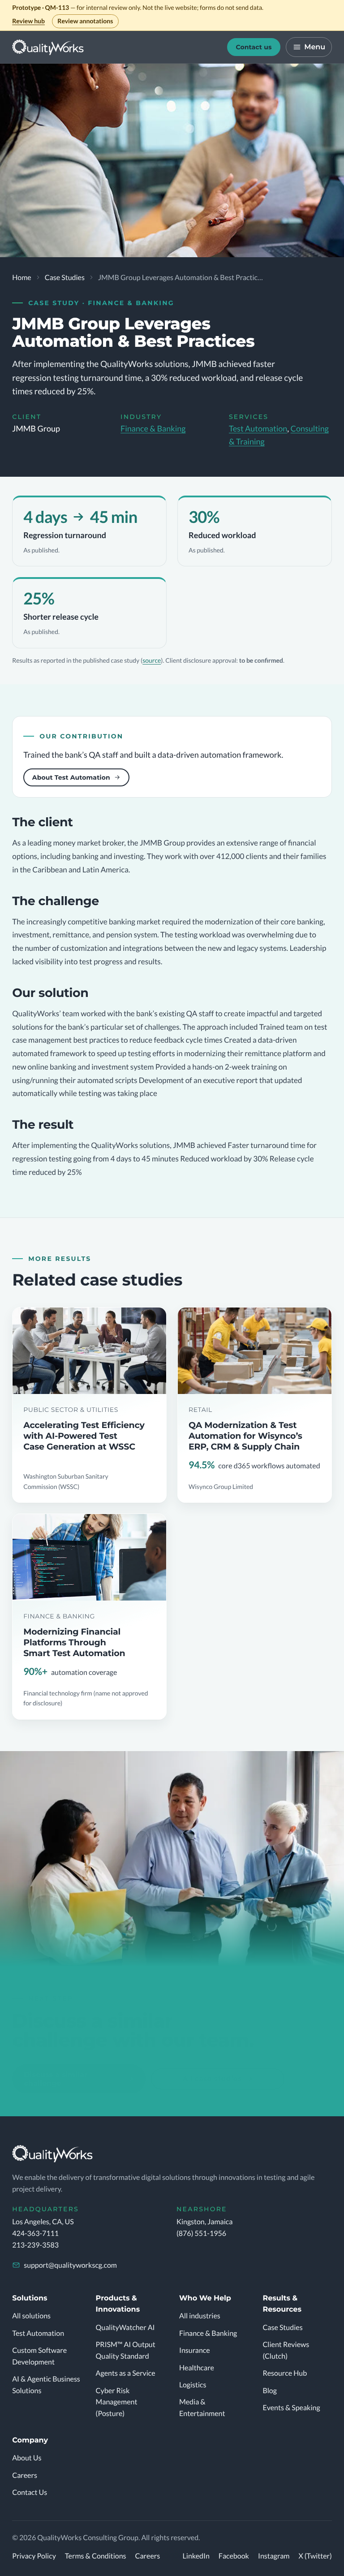 Prototype · QM-113 — for internal review only. Not the live website; forms do not send data.
Review hub Review annotations
QualityWorks Contact us Menu
Home > Case Studies > JMMB Group Leverages Automation & Best Practic...
CASE STUDY · FINANCE & BANKING
JMMB Group Leverages
Automation & Best Practices
After implementing the QualityWorks solutions, JMMB achieved faster
regression testing turnaround time, a 30% reduced workload, and release cycle
times reduced by 25%.
CLIENT INDUSTRY SERVICES
JMMB Group Finance & Banking Test Automation, Consulting
& Training
4 days → 45 min
Regression turnaround
As published.
30%
Reduced workload
As published.
25%
Shorter release cycle
As published.
Results as reported in the published case study (source). Client disclosure approval: to be confirmed.
OUR CONTRIBUTION
Trained the bank's QA staff and built a data-driven automation framework.
About Test Automation →
The client
As a leading money market broker, the JMMB Group provides an extensive range of financial
options, including banking and investing. They work with over 412,000 clients and their families
in the Caribbean and Latin America.
The challenge
The increasingly competitive banking market required the modernization of their core banking,
investment, remittance, and pension system. The testing workload was overwhelming due to
the number of customization and integrations between the new and legacy systems. Leadership
lacked visibility into test progress and results.
Our solution
QualityWorks' team worked with the bank's existing QA staff to create impactful and targeted
solutions for the bank's particular set of challenges. The approach included Trained team on test
case management best practices to reduce feedback cycle times Created a data-driven
automated framework to speed up testing efforts in modernizing their remittance platform and
new online banking and investment system Provided a hands-on 2-week training on
using/running their automated scripts Development of an executive report that updated
automatically while testing was taking place
The result
After implementing the QualityWorks solutions, JMMB achieved Faster turnaround time for
regression testing going from 4 days to 45 minutes Reduced workload by 30% Release cycle
time reduced by 25%
MORE RESULTS
Related case studies
PUBLIC SECTOR & UTILITIES
Accelerating Test Efficiency
with AI-Powered Test
Case Generation at WSSC
Washington Suburban Sanitary
Commission (WSSC)
RETAIL
QA Modernization & Test
Automation for Wisynco's
ERP, CRM & Supply Chain
94.5% core d365 workflows automated
Wisynco Group Limited
FINANCE & BANKING
Modernizing Financial
Platforms Through
Smart Test Automation
90%+ automation coverage
Financial technology firm (name not approved
for disclosure)
QualityWorks
We enable the delivery of transformative digital solutions through innovations in testing and agile
project delivery.
HEADQUARTERS
Los Angeles, CA, US
424-363-7111
213-239-3583
NEARSHORE
Kingston, Jamaica
(876) 551-1956
support@qualityworkscg.com
Solutions
All solutions
Test Automation
Custom Software
Development
AI & Agentic Business
Solutions
Products &
Innovations
QualityWatcher AI
PRISM™ AI Output
Quality Standard
Agents as a Service
Cyber Risk
Management
(Posture)
Who We Help
All industries
Finance & Banking
Insurance
Healthcare
Logistics
Media &
Entertainment
Results &
Resources
Case Studies
Client Reviews
(Clutch)
Resource Hub
Blog
Events & Speaking
Company
About Us
Careers
Contact Us
© 2026 QualityWorks Consulting Group. All rights reserved.
Privacy Policy Terms & Conditions Careers LinkedIn Facebook Instagram X (Twitter)